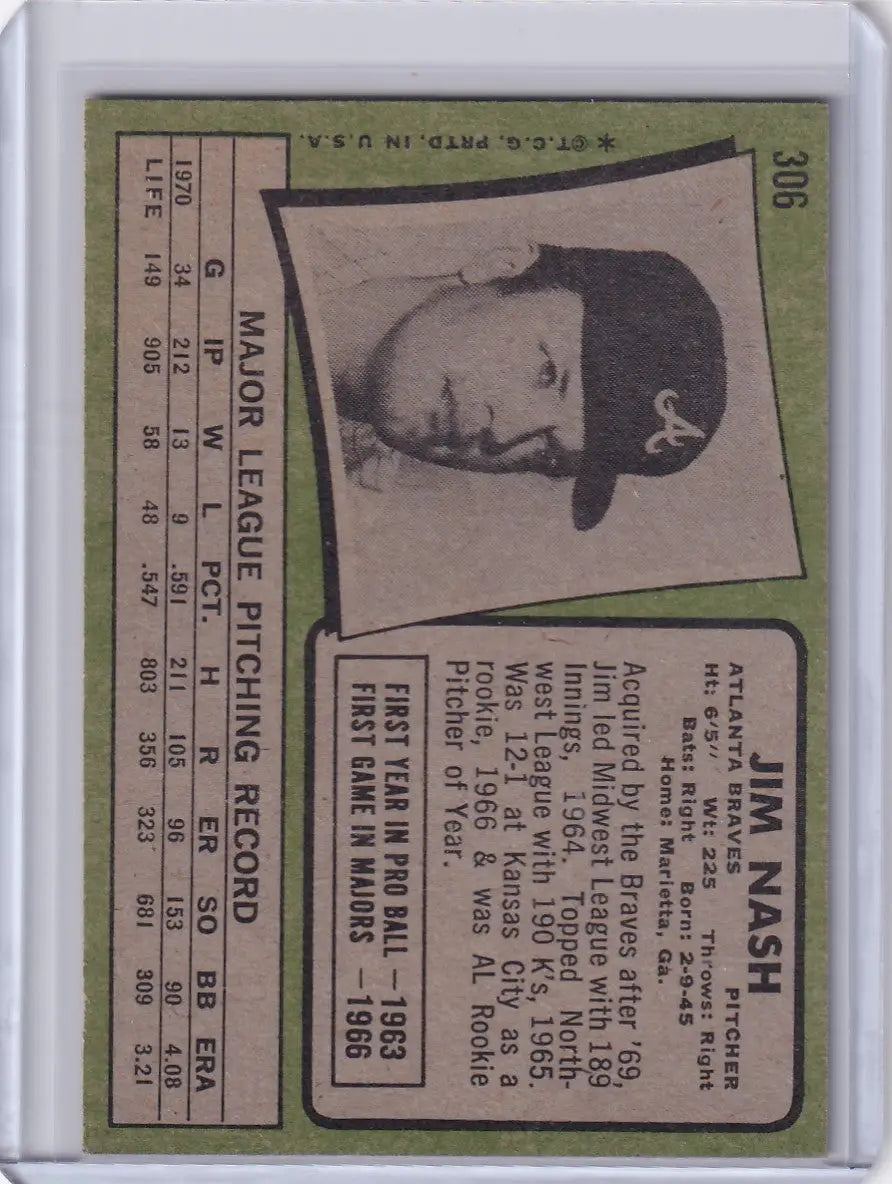 306
*©T.C.G. PRTD. IN U.S.A.
A
JIM NASH
ATLANTA BRAVES PITCHER
Ht: 6'5" Wt: 225 Throws: Right
Bats: Right Born: 2-9-45
Home: Marietta, Ga.
Acquired by the Braves after '69,
Jim led Midwest League with 189
Innings, 1964. Topped North-
west League with 190 K's, 1965.
Was 12-1 at Kansas City as a
rookie, 1966 & was AL Rookie
Pitcher of Year.
FIRST YEAR IN PRO BALL—1963
FIRST GAME IN MAJORS—1966
MAJOR LEAGUE PITCHING RECORD
G IP W L PCT. H R ER SO BB ERA
1970 34 212 13 9 .591 211 105 96 153 90 4.08
LIFE 149 905 58 48 .547 803 356 323 681 309 3.21